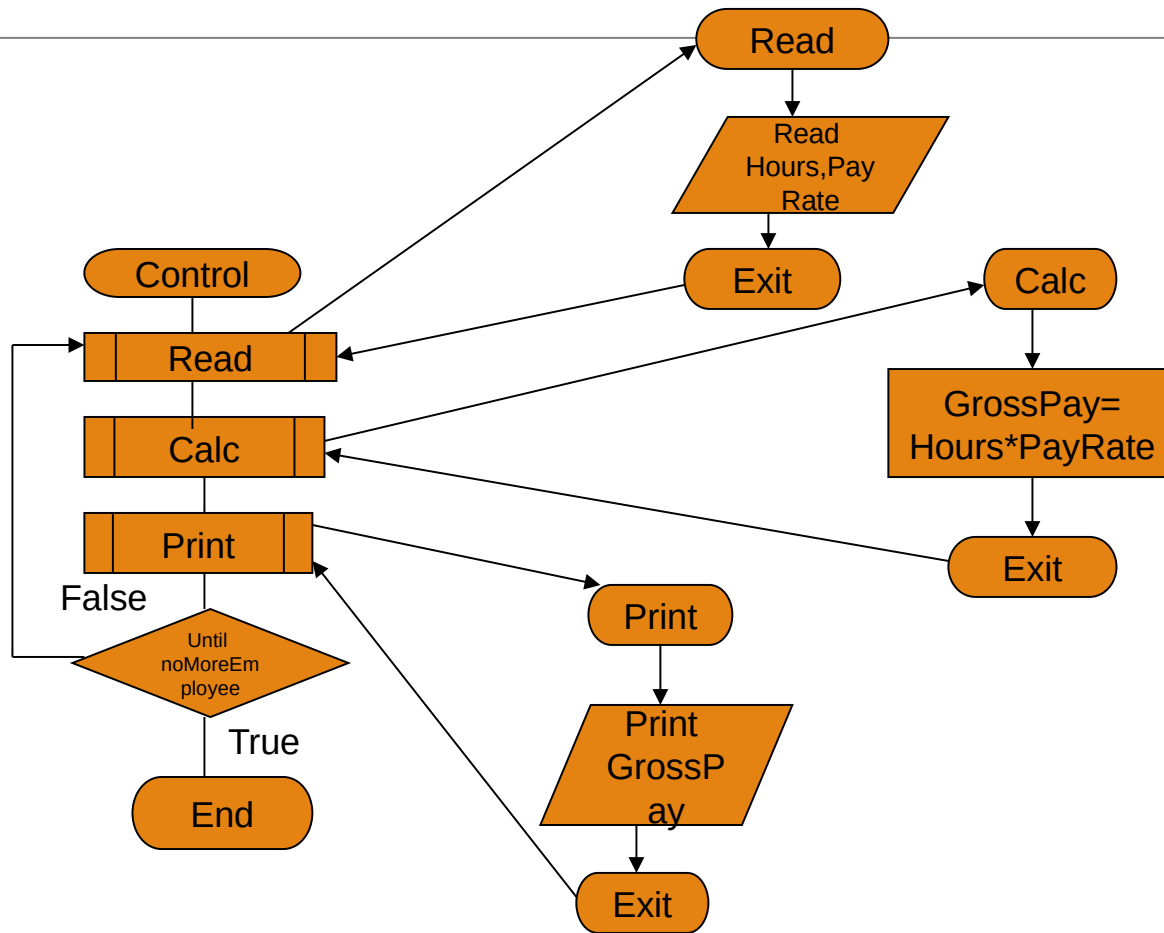 Read
Read
Hours,Pay
Rate
Exit
Control
Read
Calc
Print
False
Until
noMoreEm
ployee
True
End
Calc
GrossPay=
Hours*PayRate
Exit
Print
Print
GrossP
ay
Exit